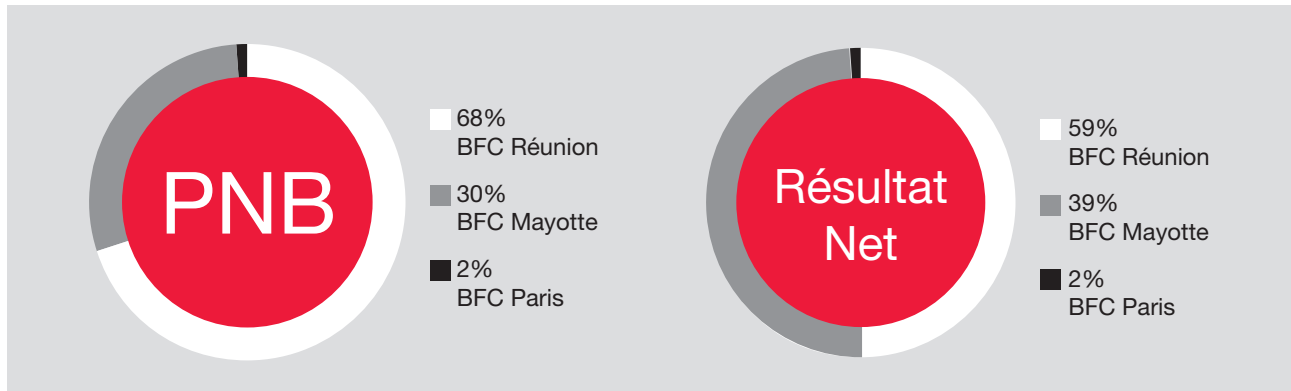 PNB
68%
BFC Réunion
30%
BFC Mayotte
2%
BFC Paris
Résultat
Net
59%
BFC Réunion
39%
BFC Mayotte
2%
BFC Paris